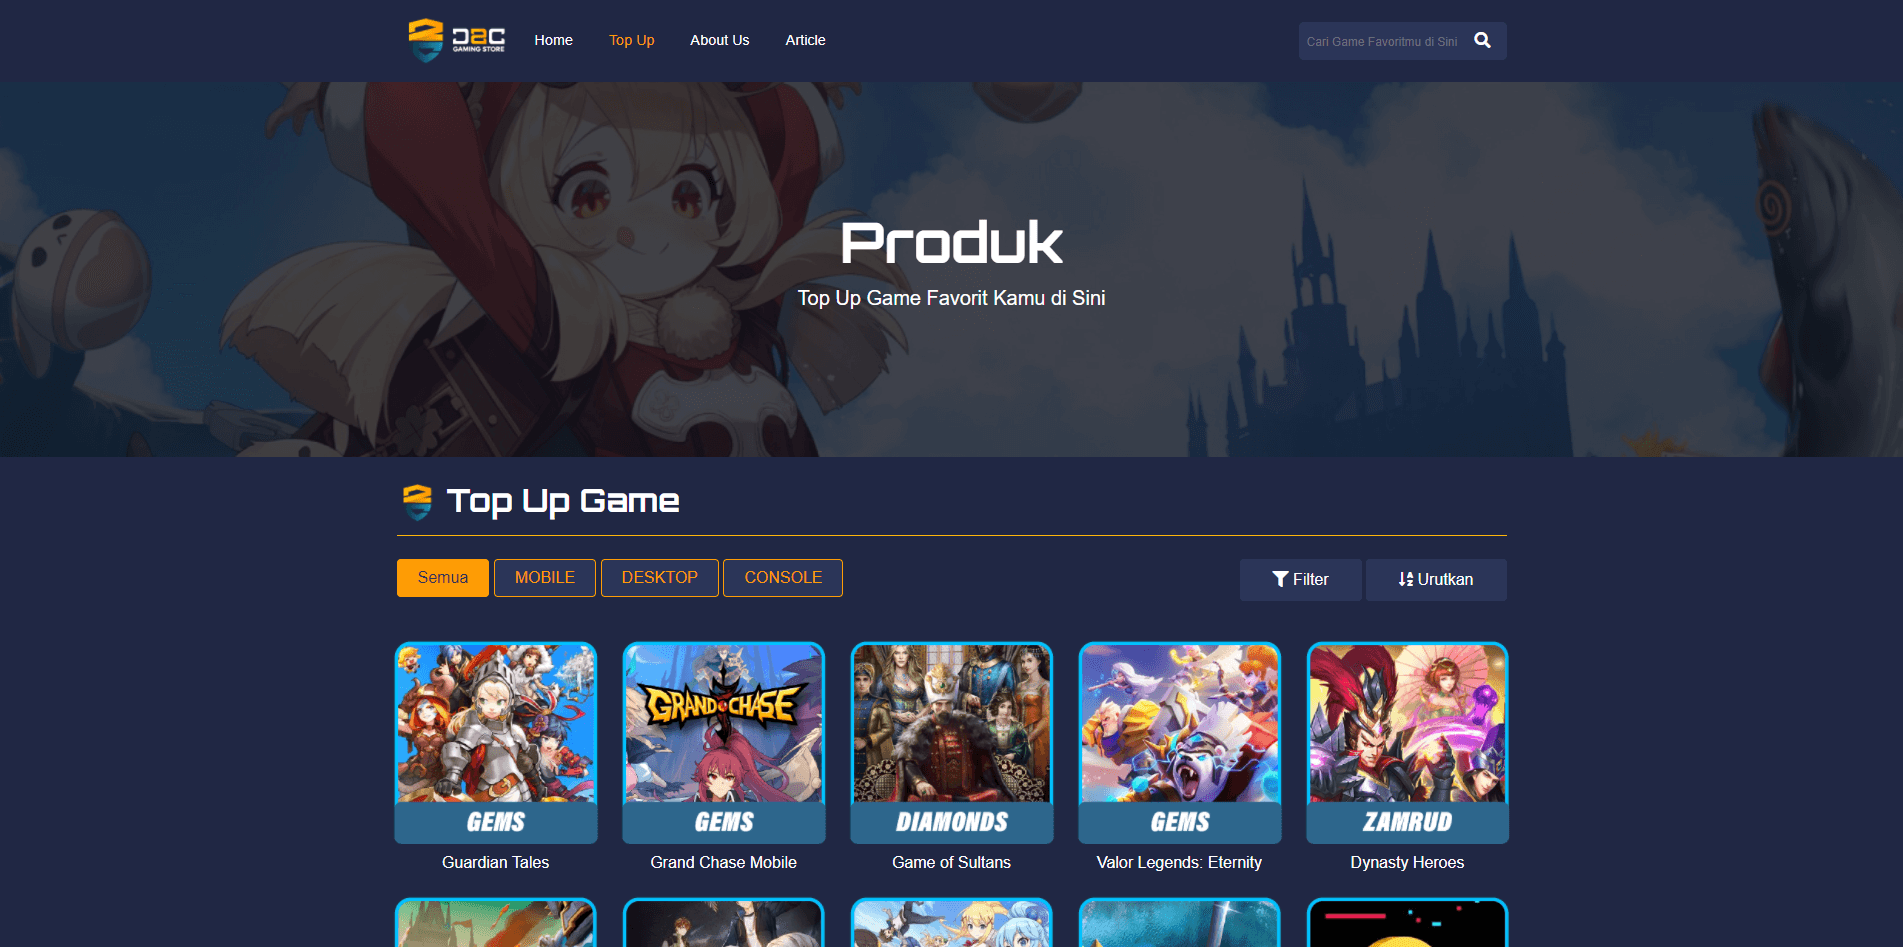 D2C
GAMING STORE
Home
Top Up
About Us
Article
Cari Game Favoritmu di Sini
Produk
Top Up Game Favorit Kamu di Sini
Top Up Game
Semua
MOBILE
DESKTOP
CONSOLE
Filter
Urutkan
GRAND CHASE
GEMS
GEMS
DIAMONDS
GEMS
ZAMRUD
Guardian Tales
Grand Chase Mobile
Game of Sultans
Valor Legends: Eternity
Dynasty Heroes